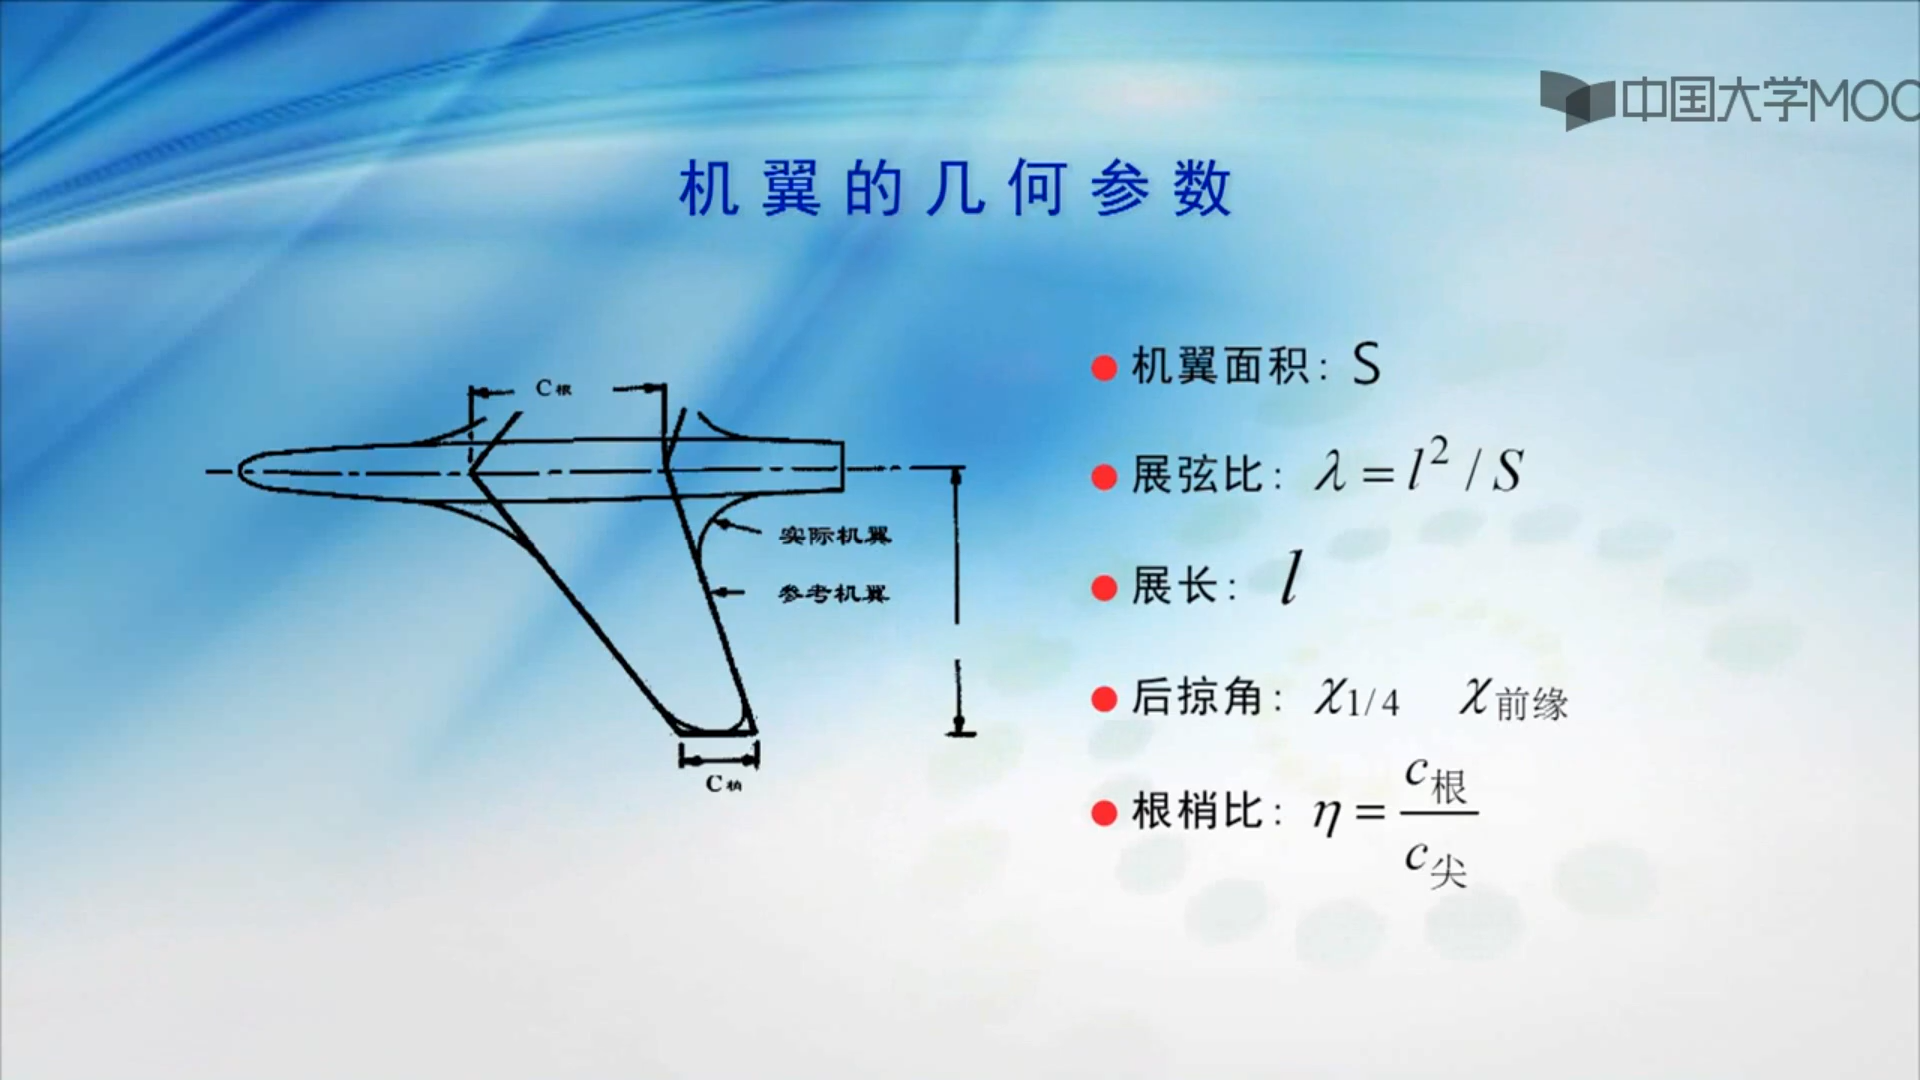 中国大学MOO
机翼的几何参数
C根
实际机翼
参考机翼
C梢
机翼面积: S
展弦比: λ = l² / S
展长: l
后掠角: χ1/4 χ前缘
根梢比: η = c根 / c尖